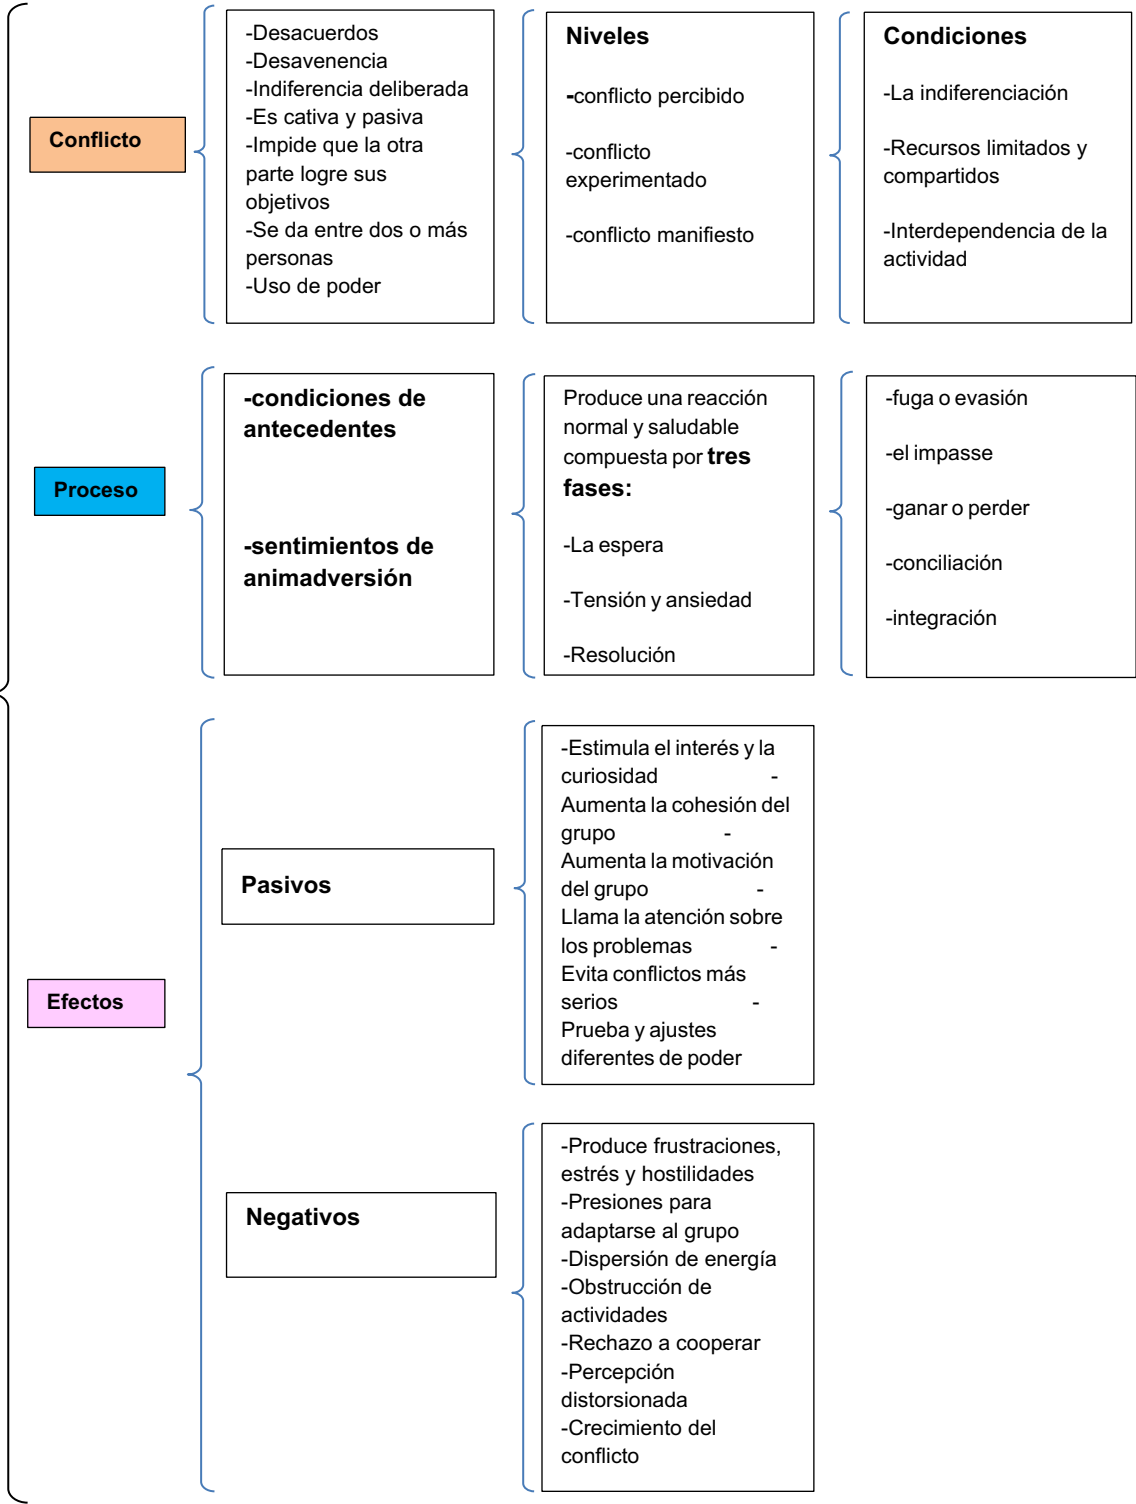 Conflicto
-Desacuerdos
-Desavenencia
-Indiferencia deliberada
-Es cativa y pasiva
-Impide que la otra
parte logre sus
objetivos
-Se da entre dos o más
personas
-Uso de poder
Niveles
-conflicto percibido
-conflicto
experimentado
-conflicto manifiesto
Condiciones
-La indiferenciación
-Recursos limitados y
compartidos
-Interdependencia de la
actividad
Proceso
-condiciones de
antecedentes
-sentimientos de
animadversión
Produce una reacción
normal y saludable
compuesta por tres
fases:
-La espera
-Tensión y ansiedad
-Resolución
-fuga o evasión
-el impasse
-ganar o perder
-conciliación
-integración
Efectos
Pasivos
-Estimula el interés y la
curiosidad -
Aumenta la cohesión del
grupo -
Aumenta la motivación
del grupo -
Llama la atención sobre
los problemas -
Evita conflictos más
serios -
Prueba y ajustes
diferentes de poder
Negativos
-Produce frustraciones,
estrés y hostilidades
-Presiones para
adaptarse al grupo
-Dispersión de energía
-Obstrucción de
actividades
-Rechazo a cooperar
-Percepción
distorsionada
-Crecimiento del
conflicto